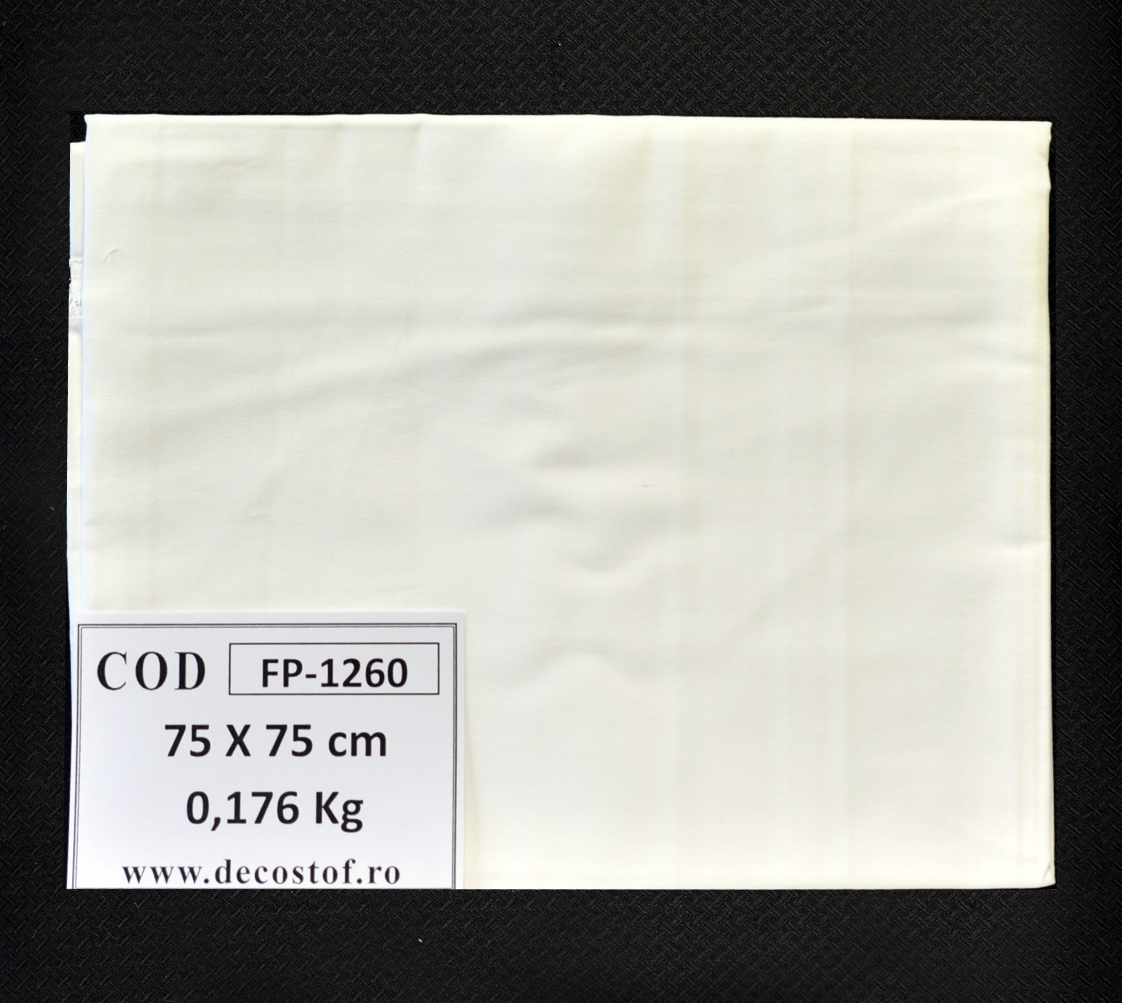 COD FP-1260
75 X 75 cm
0,176 Kg
www.decostof.ro